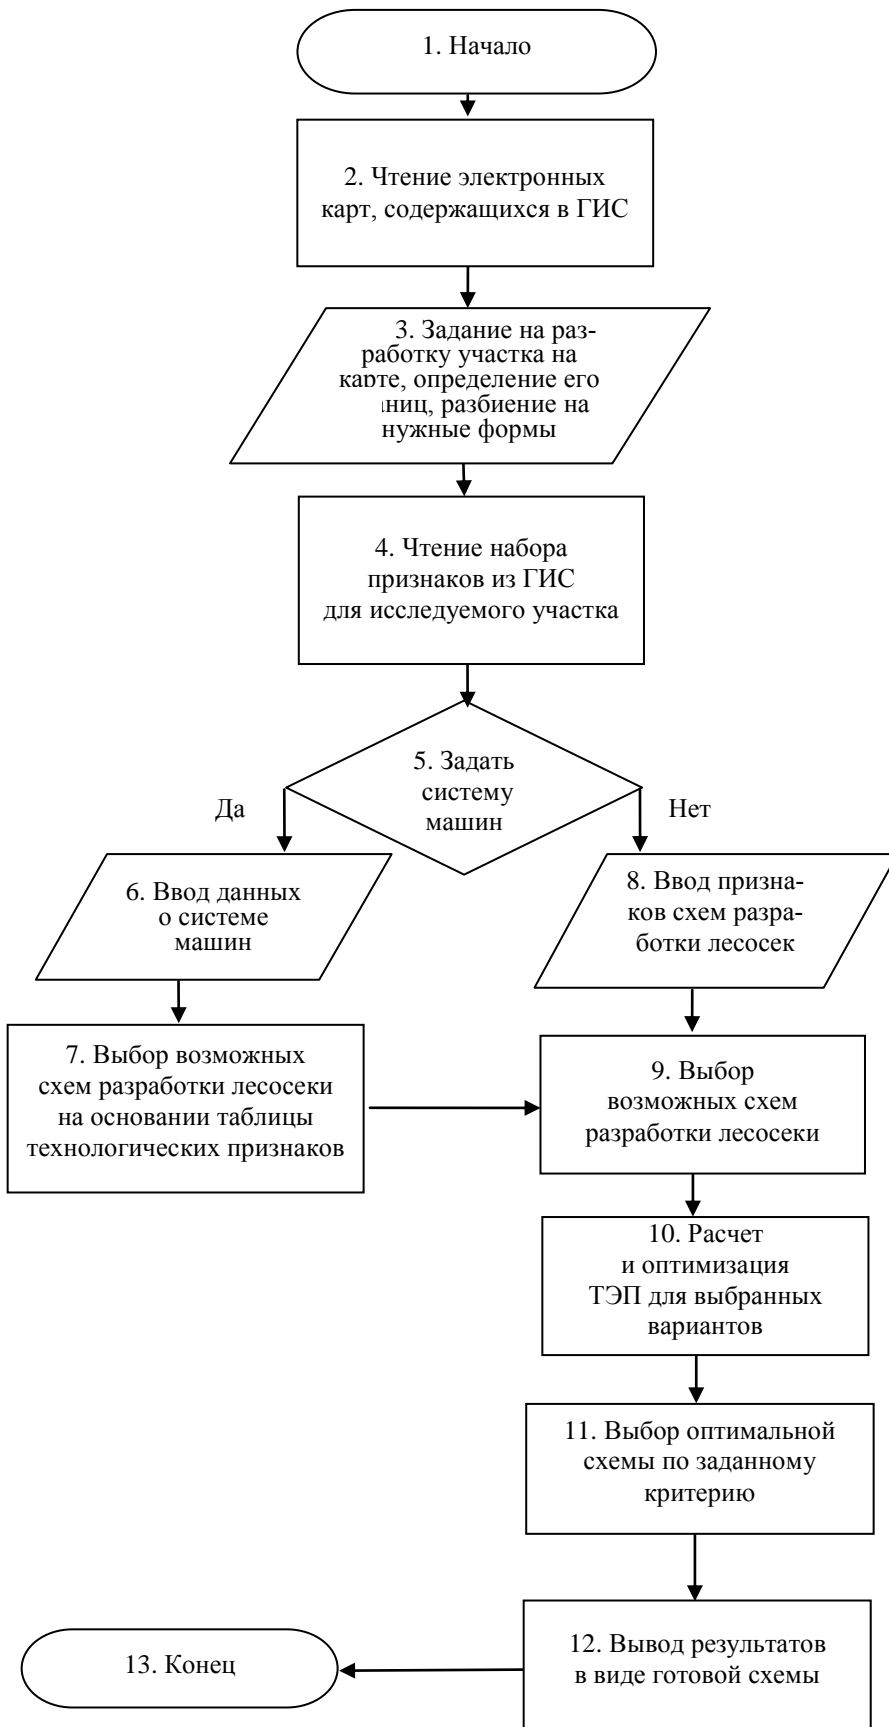 1. Начало
2. Чтение электронных
карт, содержащихся в ГИС
3. Задание на раз-
работку участка на
карте, определение его
ниц, разбиение на
нужные формы
4. Чтение набора
признаков из ГИС
для исследуемого участка
5. Задать
систему
машин
Да
Нет
6. Ввод данных
о системе
машин
8. Ввод призна-
ков схем разра-
ботки лесосек
7. Выбор возможных
схем разработки лесосеки
на основании таблицы
технологических признаков
9. Выбор
возможных схем
разработки лесосеки
10. Расчет
и оптимизация
ТЭП для выбранных
вариантов
11. Выбор оптимальной
схемы по заданному
критерию
12. Вывод результатов
в виде готовой схемы
13. Конец